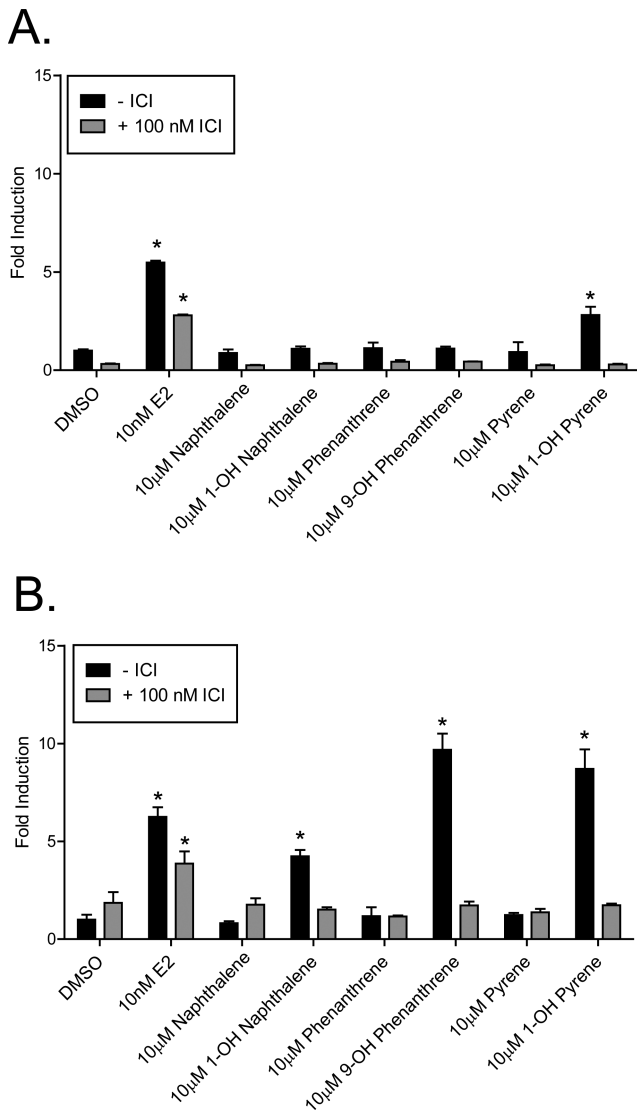 A.
15
10
5
0
Fold Induction
- ICI
+ 100 nM ICI
*
*
*
DMSO
10nM E2
10μM Naphthalene
10μM 1-OH Naphthalene
10μM Phenanthrene
10μM 9-OH Phenanthrene
10μM Pyrene
10μM 1-OH Pyrene
B.
15
10
5
0
Fold Induction
- ICI
+ 100 nM ICI
*
*
*
*
*
DMSO
10nM E2
10μM Naphthalene
10μM 1-OH Naphthalene
10μM Phenanthrene
10μM 9-OH Phenanthrene
10μM Pyrene
10μM 1-OH Pyrene